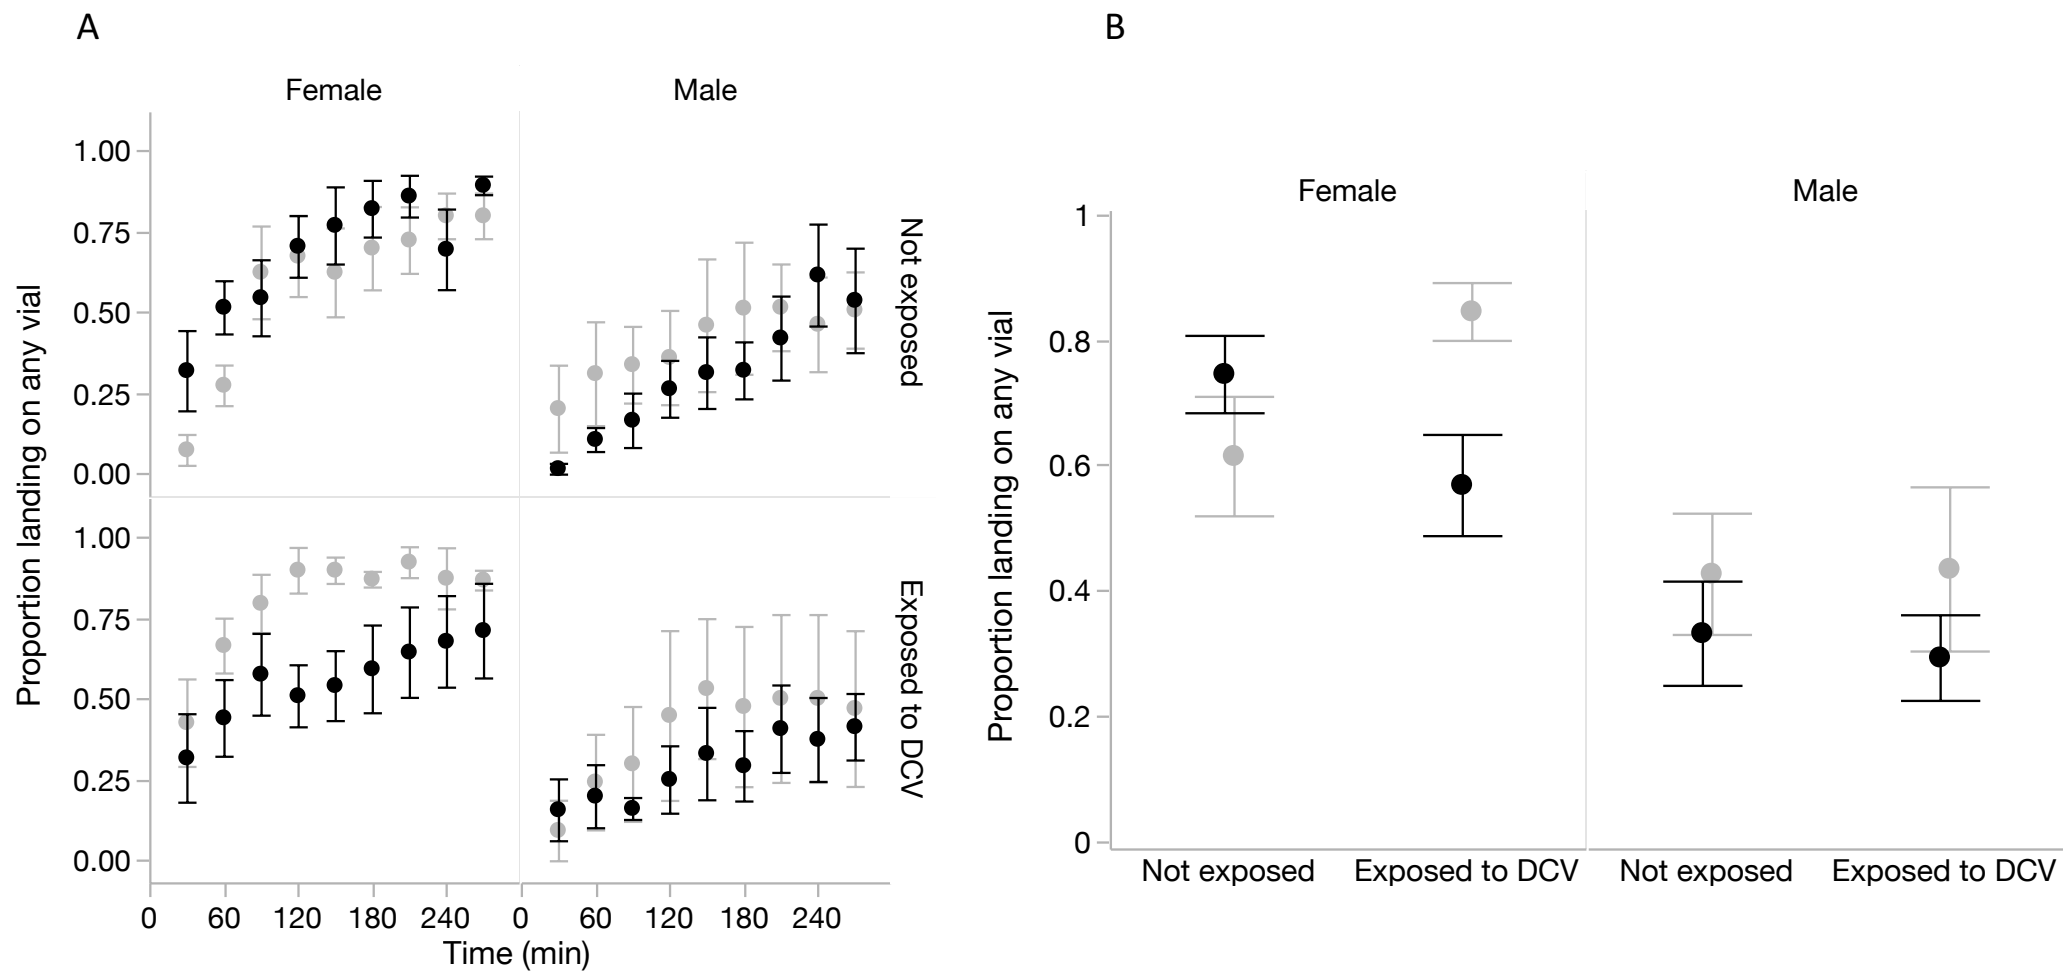 A
Female
Male
Proportion landing on any vial
1.00
0.75
0.50
0.25
0.00
Not exposed
1.00
0.75
0.50
0.25
0.00
Exposed to DCV
0 60 120 180 240 0 60 120 180 240
Time (min)
B
Female
Male
Proportion landing on any vial
1
0.8
0.6
0.4
0.2
0
Not exposed Exposed to DCV Not exposed Exposed to DCV